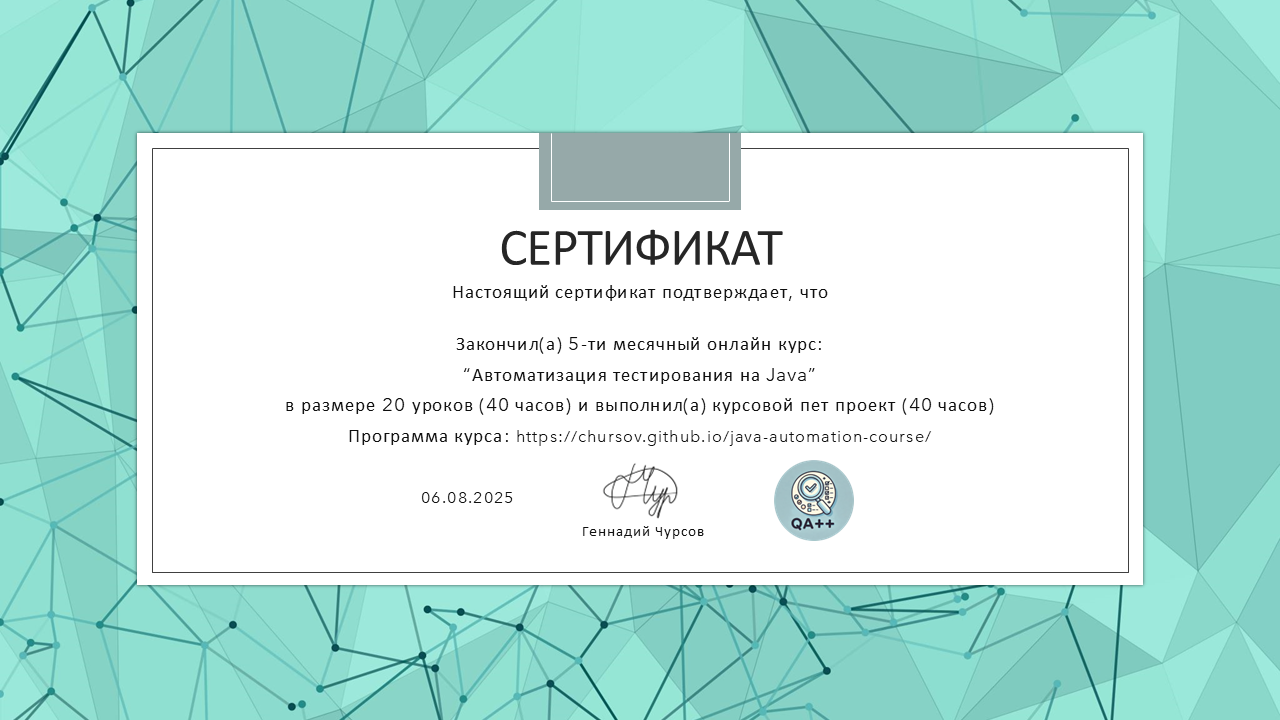 СЕРТИФИКАТ
Настоящий сертификат подтверждает, что
Закончил(а) 5-ти месячный онлайн курс:
“Автоматизация тестирования на Java”
в размере 20 уроков (40 часов) и выполнил(а) курсовой пет проект (40 часов)
Программа курса: https://chursov.github.io/java-automation-course/
06.08.2025
QA++
Геннадий Чурсов